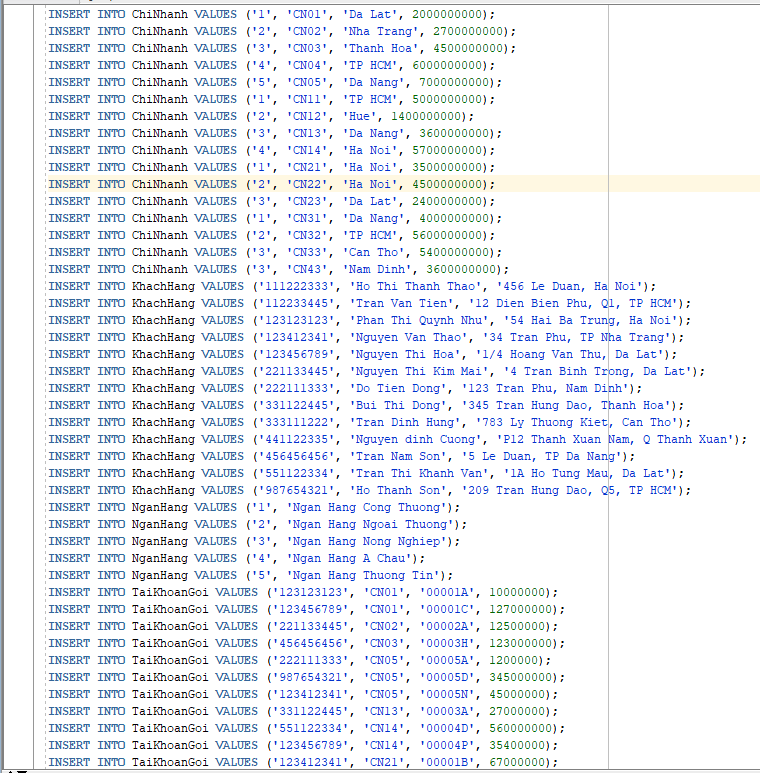 INSERT INTO ChiNhanh VALUES ('1', 'CN01', 'Da Lat', 2000000000);
INSERT INTO ChiNhanh VALUES ('2', 'CN02', 'Nha Trang', 2700000000);
INSERT INTO ChiNhanh VALUES ('3', 'CN03', 'Thanh Hoa', 4500000000);
INSERT INTO ChiNhanh VALUES ('4', 'CN04', 'TP HCM', 6000000000);
INSERT INTO ChiNhanh VALUES ('5', 'CN05', 'Da Nang', 7000000000);
INSERT INTO ChiNhanh VALUES ('1', 'CN11', 'TP HCM', 5000000000);
INSERT INTO ChiNhanh VALUES ('2', 'CN12', 'Hue', 1400000000);
INSERT INTO ChiNhanh VALUES ('3', 'CN13', 'Da Nang', 3600000000);
INSERT INTO ChiNhanh VALUES ('4', 'CN14', 'Ha Noi', 5700000000);
INSERT INTO ChiNhanh VALUES ('1', 'CN21', 'Ha Noi', 3500000000);
INSERT INTO ChiNhanh VALUES ('2', 'CN22', 'Ha Noi', 4500000000);
INSERT INTO ChiNhanh VALUES ('3', 'CN23', 'Da Lat', 2400000000);
INSERT INTO ChiNhanh VALUES ('1', 'CN31', 'Da Nang', 4000000000);
INSERT INTO ChiNhanh VALUES ('2', 'CN32', 'TP HCM', 5600000000);
INSERT INTO ChiNhanh VALUES ('3', 'CN33', 'Can Tho', 5400000000);
INSERT INTO ChiNhanh VALUES ('3', 'CN43', 'Nam Dinh', 3600000000);
INSERT INTO KhachHang VALUES ('111222333', 'Ho Thi Thanh Thao', '456 Le Duan, Ha Noi');
INSERT INTO KhachHang VALUES ('112233445', 'Tran Van Tien', '12 Dien Bien Phu, Q1, TP HCM');
INSERT INTO KhachHang VALUES ('123123123', 'Phan Thi Quynh Nhu', '54 Hai Ba Trung, Ha Noi');
INSERT INTO KhachHang VALUES ('123412341', 'Nguyen Van Thao', '34 Tran Phu, TP Nha Trang');
INSERT INTO KhachHang VALUES ('123456789', 'Nguyen Thi Hoa', '1/4 Hoang Van Thu, Da Lat');
INSERT INTO KhachHang VALUES ('221133445', 'Nguyen Thi Kim Mai', '4 Tran Binh Trong, Da Lat');
INSERT INTO KhachHang VALUES ('222111333', 'Do Tien Dong', '123 Tran Phu, Nam Dinh');
INSERT INTO KhachHang VALUES ('331122445', 'Bui Thi Dong', '345 Tran Hung Dao, Thanh Hoa');
INSERT INTO KhachHang VALUES ('333111222', 'Tran Dinh Hung', '783 Ly Thuong Kiet, Can Tho');
INSERT INTO KhachHang VALUES ('441122335', 'Nguyen dinh Cuong', 'P12 Thanh Xuan Nam, Q Thanh Xuan');
INSERT INTO KhachHang VALUES ('456456456', 'Tran Nam Son', '5 Le Duan, TP Da Nang');
INSERT INTO KhachHang VALUES ('551122334', 'Tran Thi Khanh Van', '1A Ho Tung Mau, Da Lat');
INSERT INTO KhachHang VALUES ('987654321', 'Ho Thanh Son', '209 Tran Hung Dao, Q5, TP HCM');
INSERT INTO NganHang VALUES ('1', 'Ngan Hang Cong Thuong');
INSERT INTO NganHang VALUES ('2', 'Ngan Hang Ngoai Thuong');
INSERT INTO NganHang VALUES ('3', 'Ngan Hang Nong Nghiep');
INSERT INTO NganHang VALUES ('4', 'Ngan Hang A Chau');
INSERT INTO NganHang VALUES ('5', 'Ngan Hang Thuong Tin');
INSERT INTO TaiKhoanGoi VALUES ('123123123', 'CN01', '00001A', 10000000);
INSERT INTO TaiKhoanGoi VALUES ('123456789', 'CN01', '00001C', 127000000);
INSERT INTO TaiKhoanGoi VALUES ('221133445', 'CN02', '00002A', 12500000);
INSERT INTO TaiKhoanGoi VALUES ('456456456', 'CN03', '00003H', 123000000);
INSERT INTO TaiKhoanGoi VALUES ('222111333', 'CN05', '00005A', 1200000);
INSERT INTO TaiKhoanGoi VALUES ('987654321', 'CN05', '00005D', 345000000);
INSERT INTO TaiKhoanGoi VALUES ('123412341', 'CN05', '00005N', 45000000);
INSERT INTO TaiKhoanGoi VALUES ('331122445', 'CN13', '00003A', 27000000);
INSERT INTO TaiKhoanGoi VALUES ('551122334', 'CN14', '00004D', 560000000);
INSERT INTO TaiKhoanGoi VALUES ('123456789', 'CN14', '00004P', 35400000);
INSERT INTO TaiKhoanGoi VALUES ('123412341', 'CN21', '00001B', 67000000);